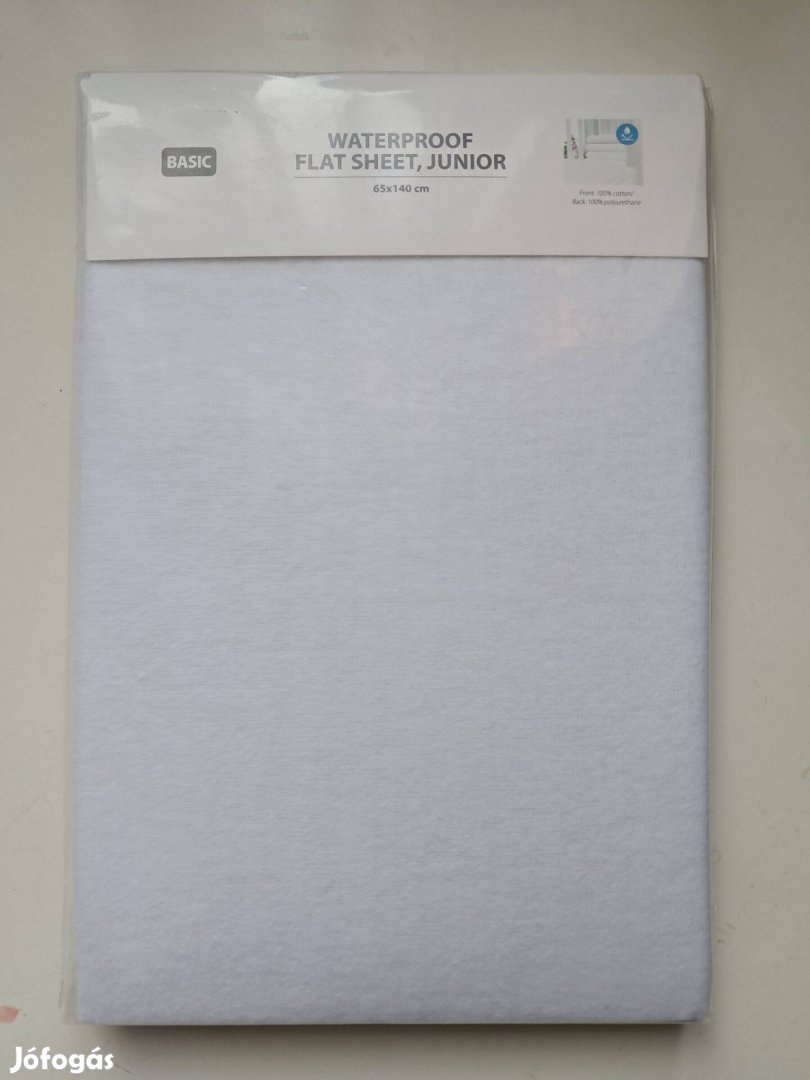 BASIC
WATERPROOF
FLAT SHEET, JUNIOR
65x140 cm
Front: 100% cotton/
Back: 100% polyurethane
Jófogás